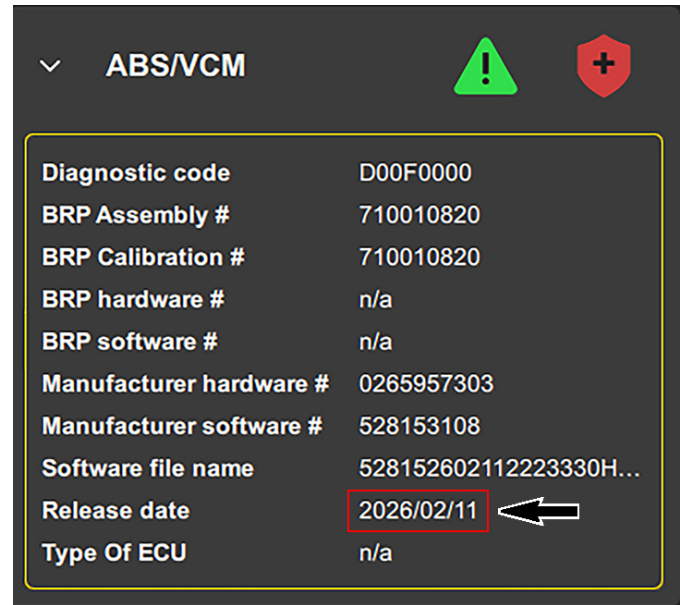 ABS/VCM
Diagnostic code D00F0000
BRP Assembly # 710010820
BRP Calibration # 710010820
BRP hardware # n/a
BRP software # n/a
Manufacturer hardware # 0265957303
Manufacturer software # 528153108
Software file name 528152602112223330H...
Release date 2026/02/11
Type Of ECU n/a